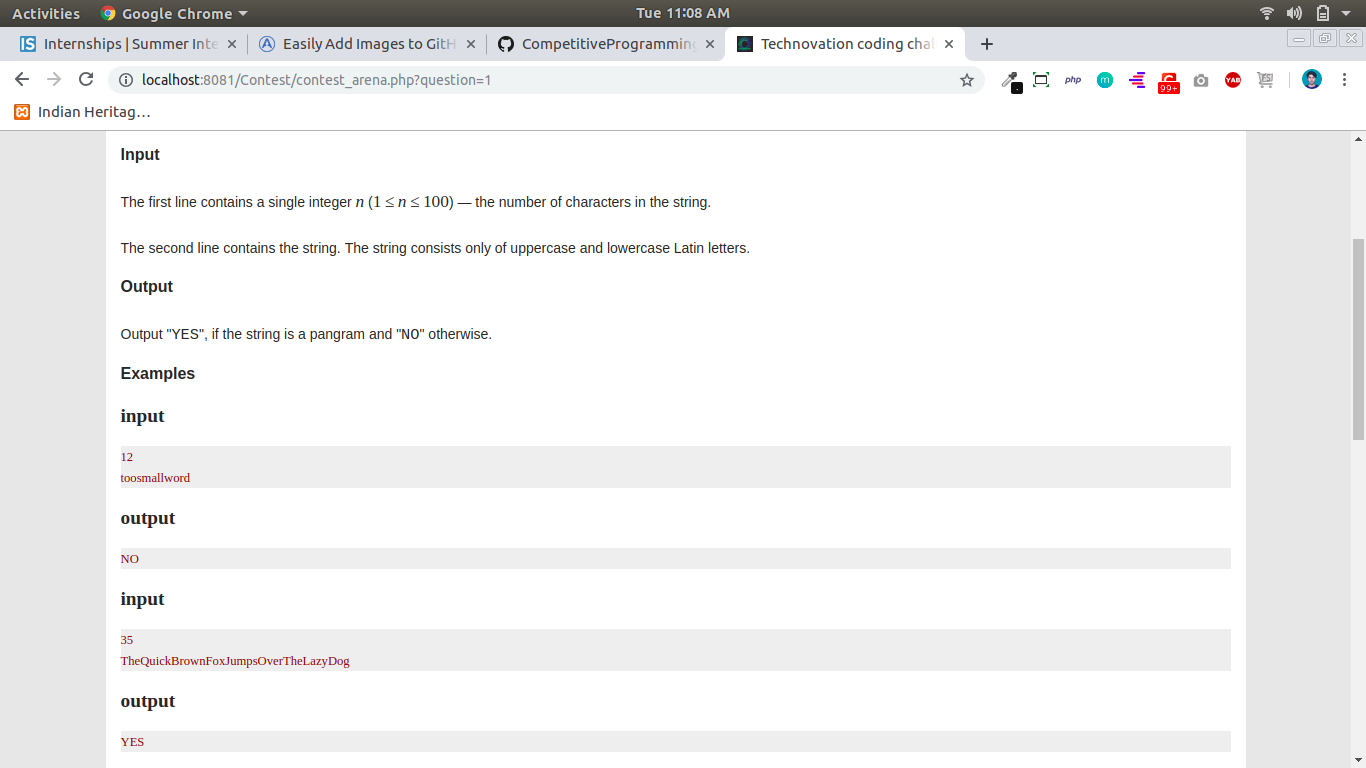 Activities Google Chrome Tue 11:08 AM
Internships | Summer Inte Easily Add Images to GitH CompetitiveProgramming Technovation coding chal
localhost:8081/Contest/contest_arena.php?question=1 php m 99+ YAB YES!
Indian Heritag...
Input
The first line contains a single integer n (1 ≤ n ≤ 100) — the number of characters in the string.
The second line contains the string. The string consists only of uppercase and lowercase Latin letters.
Output
Output "YES", if the string is a pangram and "NO" otherwise.
Examples
input
12
toosmallword
output
NO
input
35
TheQuickBrownFoxJumpsOverTheLazyDog
output
YES